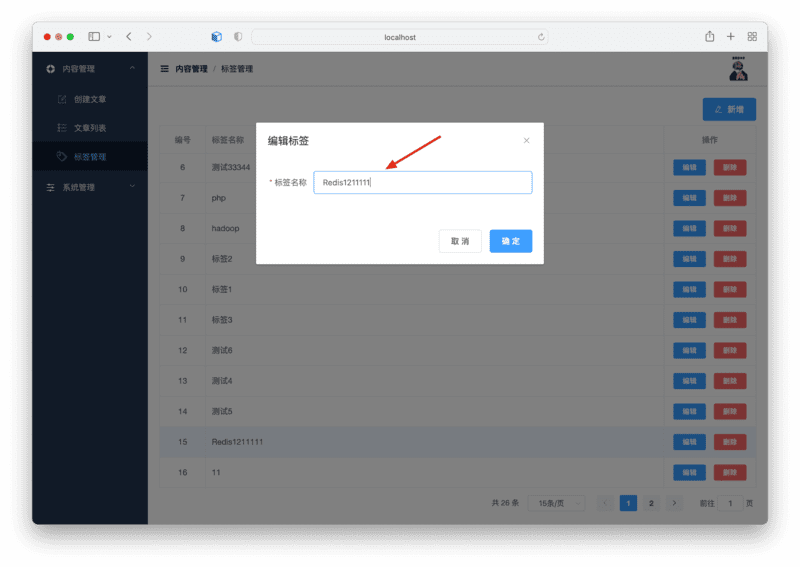 localhost
内容管理
内容管理 / 标签管理
创建文章
文章列表
标签管理
系统管理
新增
编号 标签名称 操作
6 测试33344 编辑 删除
7 php 编辑 删除
8 hadoop 编辑 删除
9 标签2 编辑 删除
10 标签1 编辑 删除
11 标签3 编辑 删除
12 测试6 编辑 删除
13 测试4 编辑 删除
14 测试5 编辑 删除
15 Redis1211111 编辑 删除
16 11 编辑 删除
共 26 条 15条/页 1 2 前往 1 页
编辑标签
* 标签名称 Redis1211111
取 消 确 定